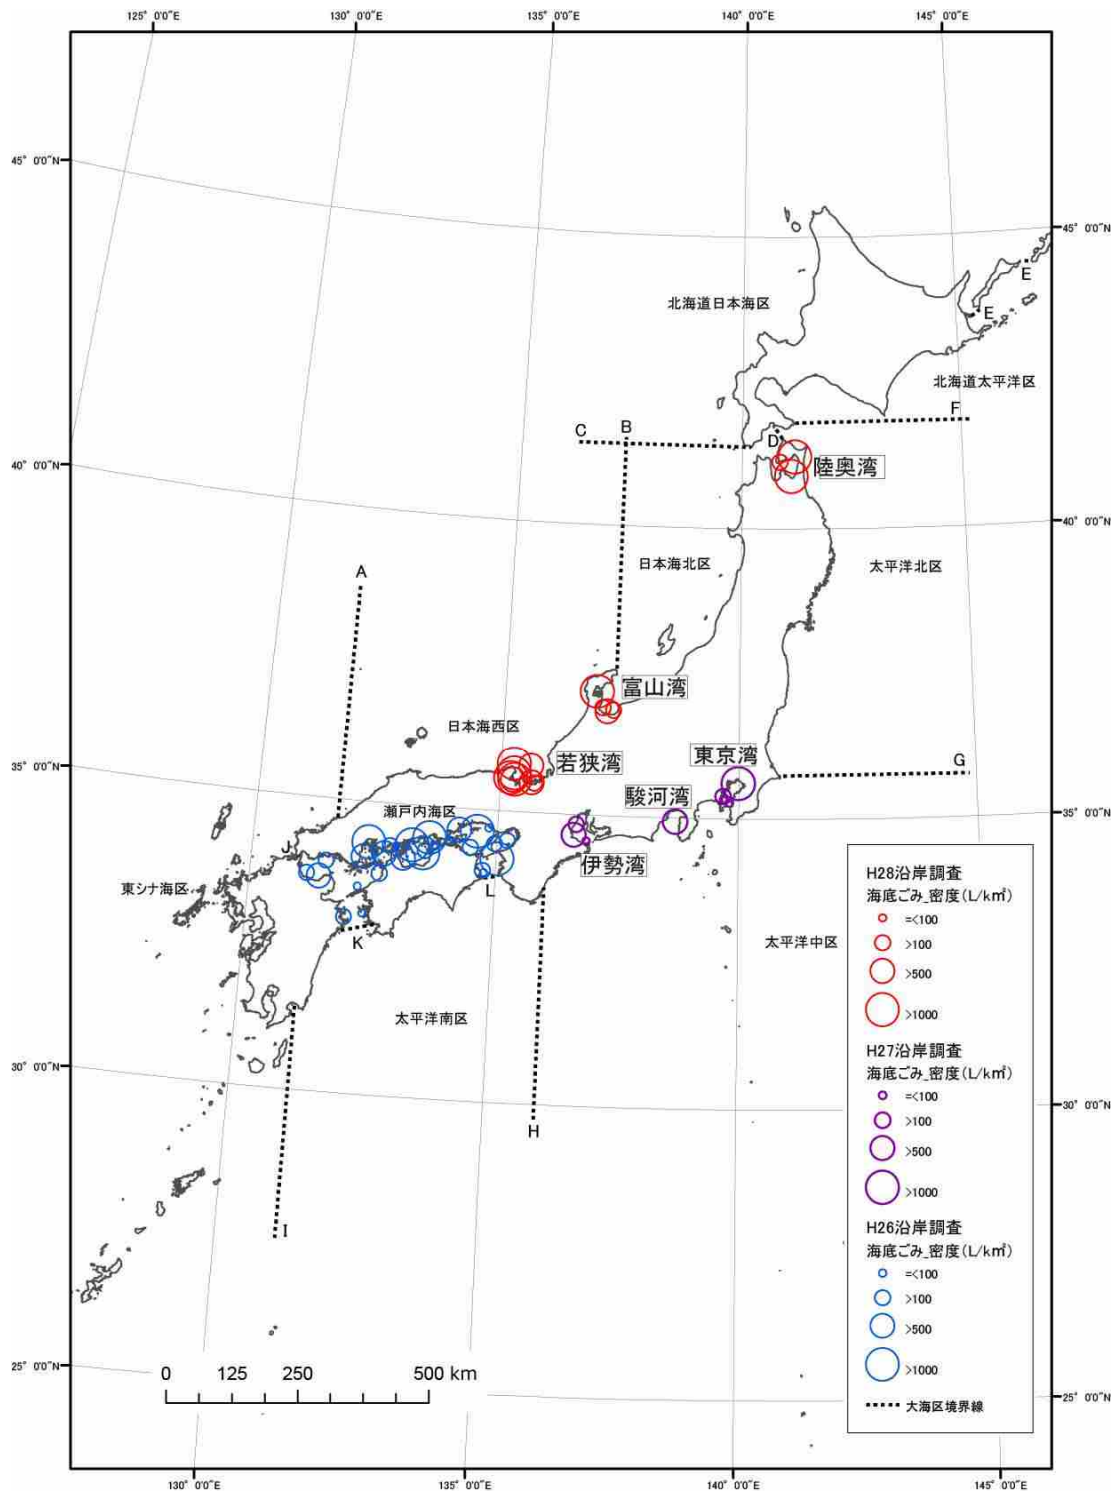 125° 0'0"E
130° 0'0"E
135° 0'0"E
140° 0'0"E
145° 0'0"E
45° 0'0"N
45° 0'0"N
E
E
北海道日本海区
北海道太平洋区
F
C
B
D
陸奥湾
40° 0'0"N
40° 0'0"N
A
日本海北区
太平洋北区
富山湾
日本海西区
若狭湾
東京湾
G
35° 0'0"N
駿河湾
35° 0'0"N
瀬戸内海区
J
伊勢湾
東シナ海区
L
K
太平洋中区
太平洋南区
30° 0'0"N
30° 0'0"N
H
I
H28沿岸調査
海底ごみ_密度(L/k㎡)
=<100
>100
>500
>1000
H27沿岸調査
海底ごみ_密度(L/k㎡)
=<100
>100
>500
>1000
H26沿岸調査
海底ごみ_密度(L/k㎡)
=<100
>100
>500
>1000
大海区境界線
25° 0'0"N
25° 0'0"N
0 125 250 500 km
130° 0'0"E
135° 0'0"E
140° 0'0"E
145° 0'0"E